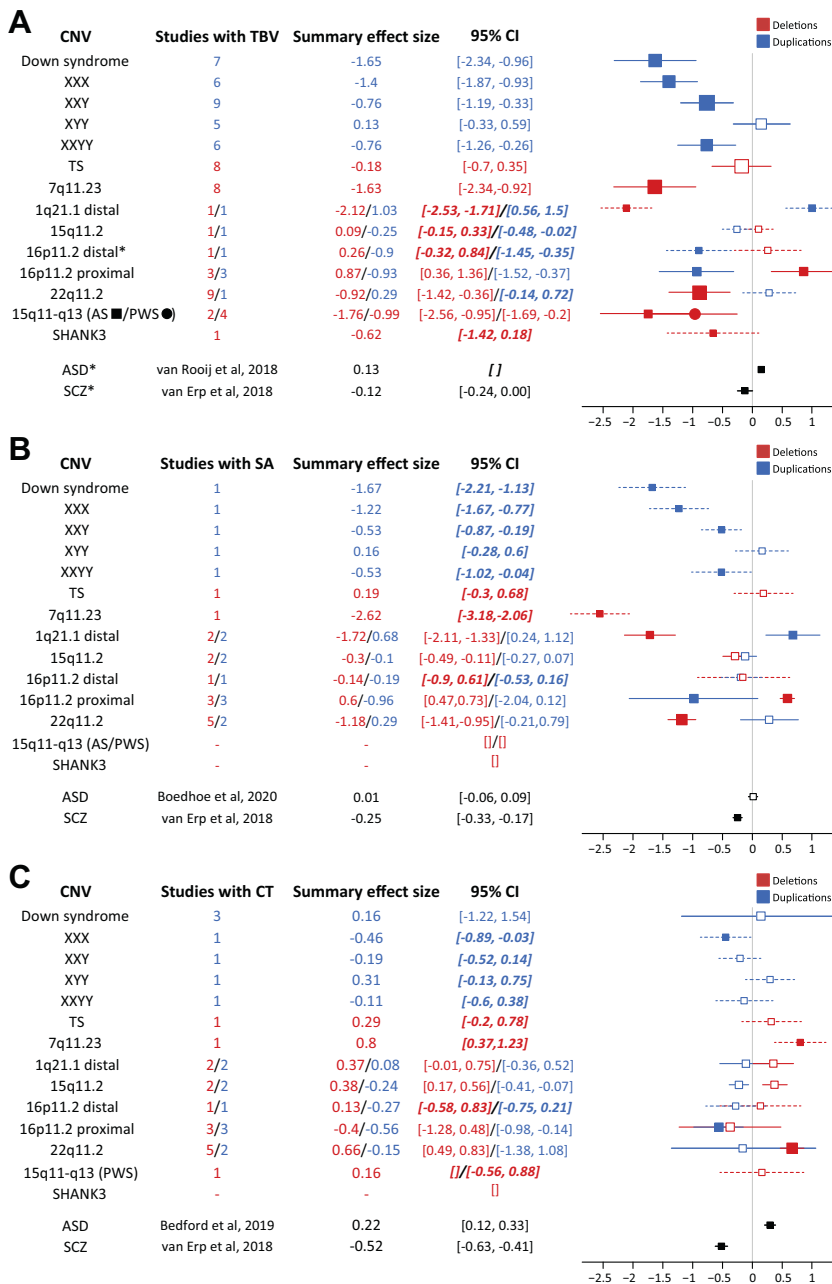 A
Deletions
Duplications
CNV Studies with TBV Summary effect size 95% CI
Down syndrome 7 -1.65 [-2.34, -0.96]
XXX 6 -1.4 [-1.87, -0.93]
XXY 9 -0.76 [-1.19, -0.33]
XYY 5 0.13 [-0.33, 0.59]
XXYY 6 -0.76 [-1.26, -0.26]
TS 8 -0.18 [-0.7, 0.35]
7q11.23 8 -1.63 [-2.34,-0.92]
1q21.1 distal 1/1 -2.12/1.03 [-2.53, -1.71]/[0.56, 1.5]
15q11.2 1/1 0.09/-0.25 [-0.15, 0.33]/[-0.48, -0.02]
16p11.2 distal* 1/1 0.26/-0.9 [-0.32, 0.84]/[-1.45, -0.35]
16p11.2 proximal 3/3 0.87/-0.93 [0.36, 1.36]/[-1.52, -0.37]
22q11.2 9/1 -0.92/0.29 [-1.42, -0.36]/[-0.14, 0.72]
15q11-q13 (AS ■/PWS ●) 2/4 -1.76/-0.99 [-2.56, -0.95]/[-1.69, -0.2]
SHANK3 1 -0.62 [-1.42, 0.18]
ASD* van Rooij et al, 2018 0.13 [ ]
SCZ* van Erp et al, 2018 -0.12 [-0.24, 0.00]
−2.5 −2 −1.5 −1 −0.5 0 0.5 1
B
Deletions
Duplications
CNV Studies with SA Summary effect size 95% CI
Down syndrome 1 -1.67 [-2.21, -1.13]
XXX 1 -1.22 [-1.67, -0.77]
XXY 1 -0.53 [-0.87, -0.19]
XYY 1 0.16 [-0.28, 0.6]
XXYY 1 -0.53 [-1.02, -0.04]
TS 1 0.19 [-0.3, 0.68]
7q11.23 1 -2.62 [-3.18,-2.06]
1q21.1 distal 2/2 -1.72/0.68 [-2.11, -1.33]/[0.24, 1.12]
15q11.2 2/2 -0.3/-0.1 [-0.49, -0.11]/[-0.27, 0.07]
16p11.2 distal 1/1 -0.14/-0.19 [-0.9, 0.61]/[-0.53, 0.16]
16p11.2 proximal 3/3 0.6/-0.96 [0.47,0.73]/[-2.04, 0.12]
22q11.2 5/2 -1.18/0.29 [-1.41,-0.95]/[-0.21,0.79]
15q11-q13 (AS/PWS) - - []/[]
SHANK3 - - []
ASD Boedhoe et al, 2020 0.01 [-0.06, 0.09]
SCZ van Erp et al, 2018 -0.25 [-0.33, -0.17]
−2.5 −2 −1.5 −1 −0.5 0 0.5 1
C
Deletions
Duplications
CNV Studies with CT Summary effect size 95% CI
Down syndrome 3 0.16 [-1.22, 1.54]
XXX 1 -0.46 [-0.89, -0.03]
XXY 1 -0.19 [-0.52, 0.14]
XYY 1 0.31 [-0.13, 0.75]
XXYY 1 -0.11 [-0.6, 0.38]
TS 1 0.29 [-0.2, 0.78]
7q11.23 1 0.8 [0.37,1.23]
1q21.1 distal 2/2 0.37/0.08 [-0.01, 0.75]/[-0.36, 0.52]
15q11.2 2/2 0.38/-0.24 [0.17, 0.56]/[-0.41, -0.07]
16p11.2 distal 1/1 0.13/-0.27 [-0.58, 0.83]/[-0.75, 0.21]
16p11.2 proximal 3/3 -0.4/-0.56 [-1.28, 0.48]/[-0.98, -0.14]
22q11.2 5/2 0.66/-0.15 [0.49, 0.83]/[-1.38, 1.08]
15q11-q13 (PWS) 1 0.16 []/[-0.56, 0.88]
SHANK3 - - []
ASD Bedford et al, 2019 0.22 [0.12, 0.33]
SCZ van Erp et al, 2018 -0.52 [-0.63, -0.41]
−2.5 −2 −1.5 −1 −0.5 0 0.5 1